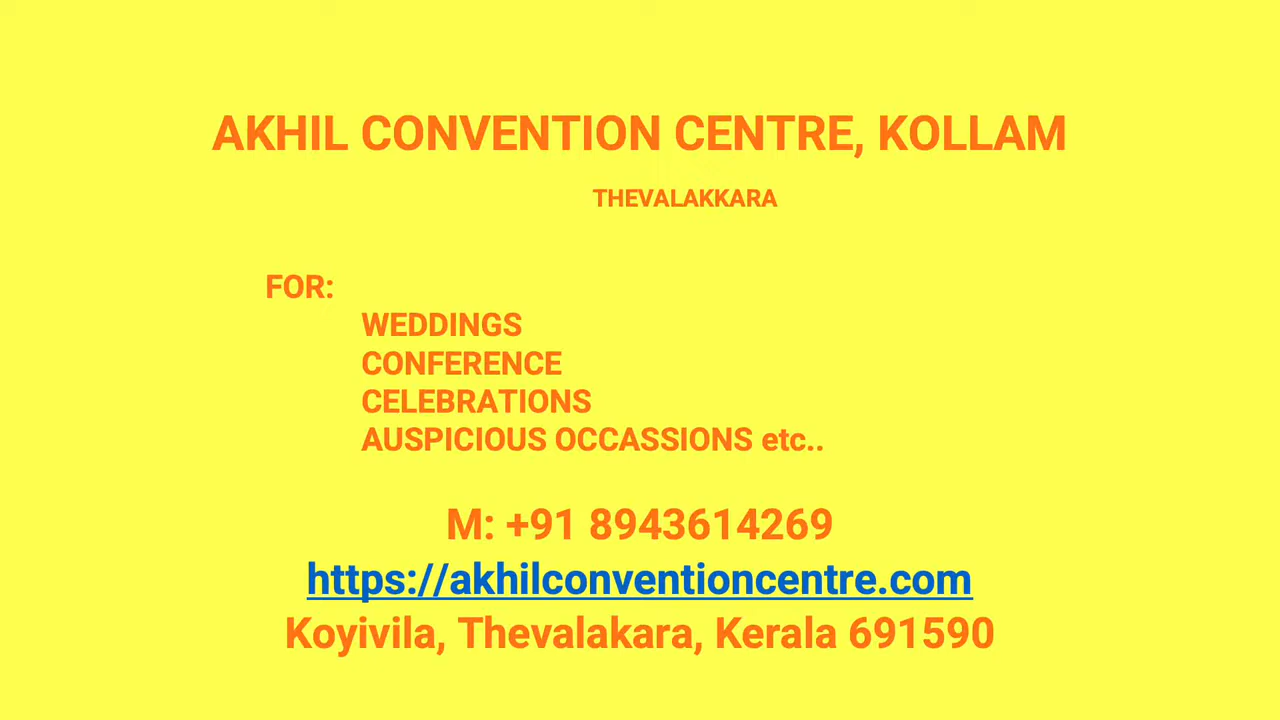 AKHIL CONVENTION CENTRE, KOLLAM
THEVALAKKARA
FOR:
WEDDINGS
CONFERENCE
CELEBRATIONS
AUSPICIOUS OCCASSIONS etc..
M: +91 8943614269
https://akhilconventioncentre.com
Koyivila, Thevalakara, Kerala 691590